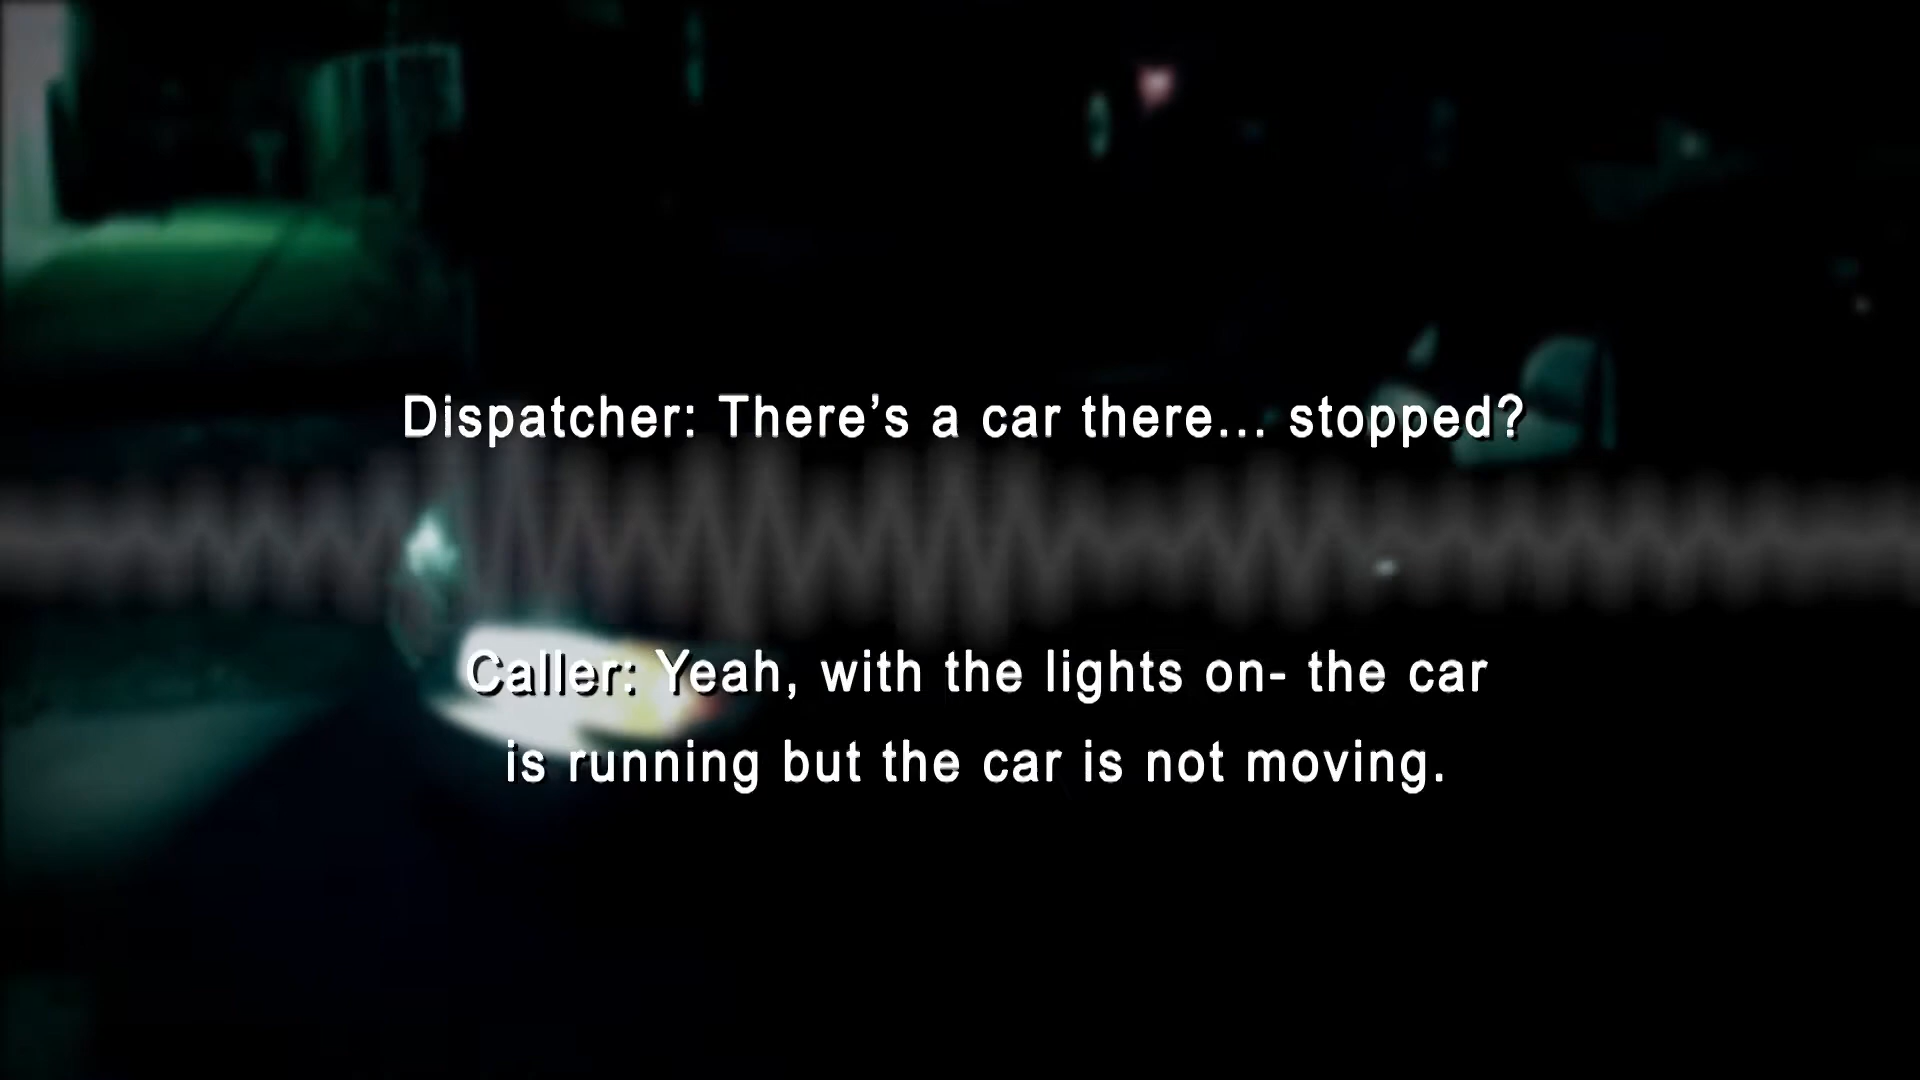 Dispatcher: There’s a car there... stopped?
Caller: Yeah, with the lights on- the car
is running but the car is not moving.